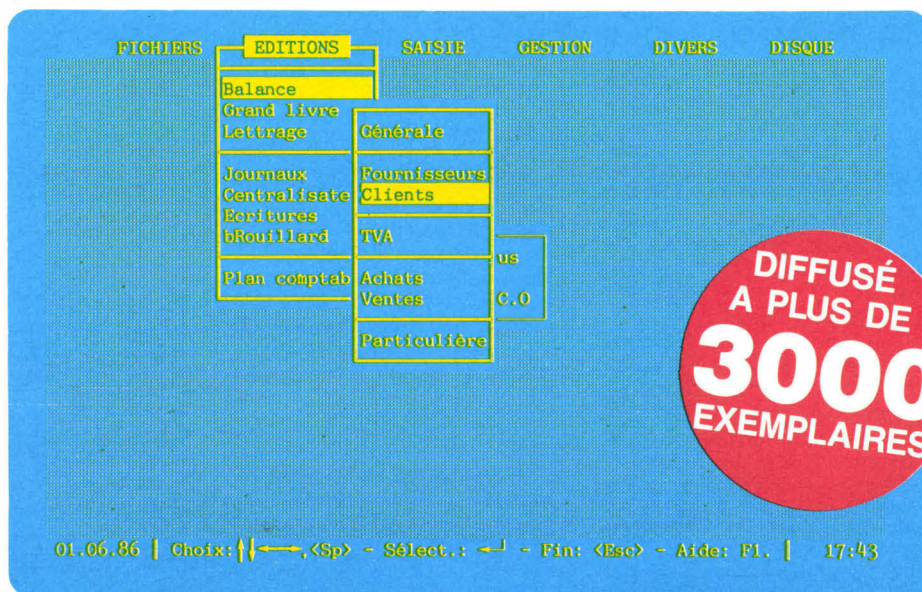 FICHIERS EDITIONS SAISIE GESTION DIVERS DISQUE
Balance
Grand livre
Lettrage
Journaux
Centralisate
Ecritures
bRouillard
Plan comptab
Générale
Fournisseurs
Clients
TVA
Achats
Ventes
Particulière
us
C.O
DIFFUSÉ
A PLUS DE
3000
EXEMPLAIRES
01.06.86 | Choix:↑↓←→,<Sp> - Sélect.: ↵ - Fin: <Esc> - Aide: F1. | 17:43